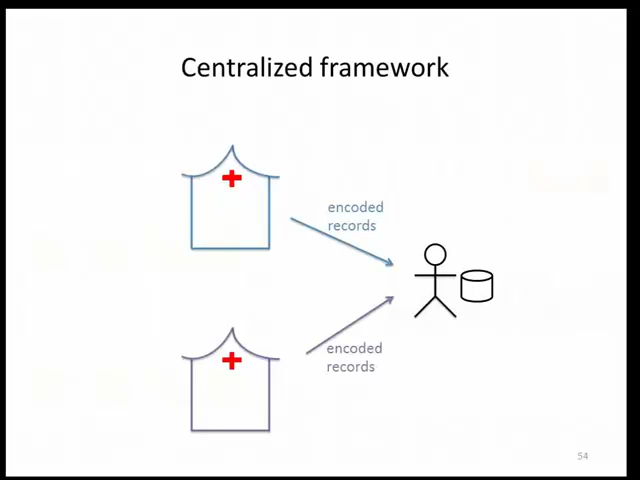 Centralized framework
encoded
records
encoded
records
54